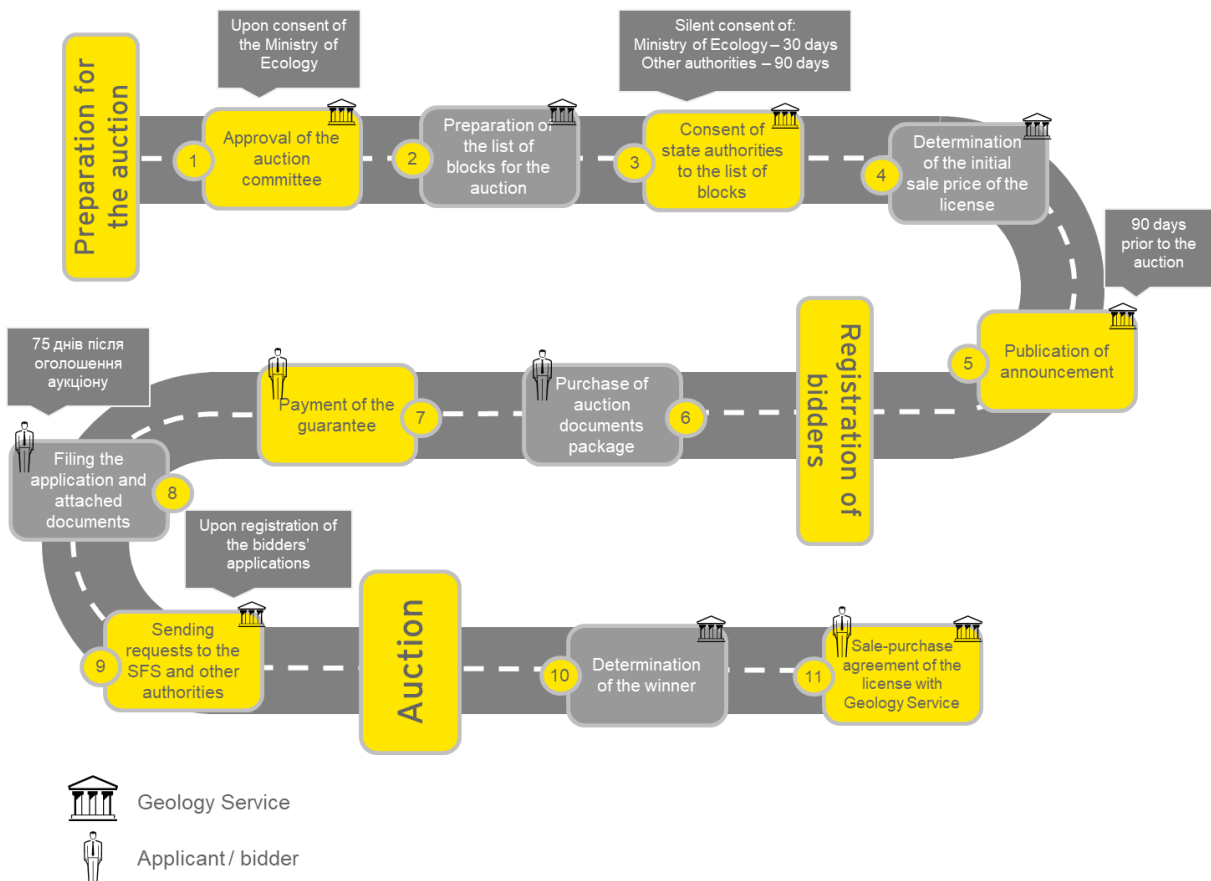 Preparation for
the auction
Upon consent of
the Ministry of
Ecology
1
Approval of the
auction
committee
2
Preparation of
the list of
blocks for the
auction
Silent consent of:
Ministry of Ecology – 30 days
Other authorities – 90 days
3
Consent of
state authorities
to the list of
blocks
4
Determination
of the initial
sale price of the
license
90 days
prior to the
auction
5
Publication of
announcement
Registration of
bidders
6
Purchase of
auction
documents
package
7
Payment of the
guarantee
75 днів після
оголошення
аукціону
8
Filing the
application and
attached
documents
Upon registration of
the bidders’
applications
9
Sending
requests to the
SFS and other
authorities
Auction
10
Determination
of the winner
11
Sale-purchase
agreement of the
license with
Geology Service
Geology Service
Applicant / bidder